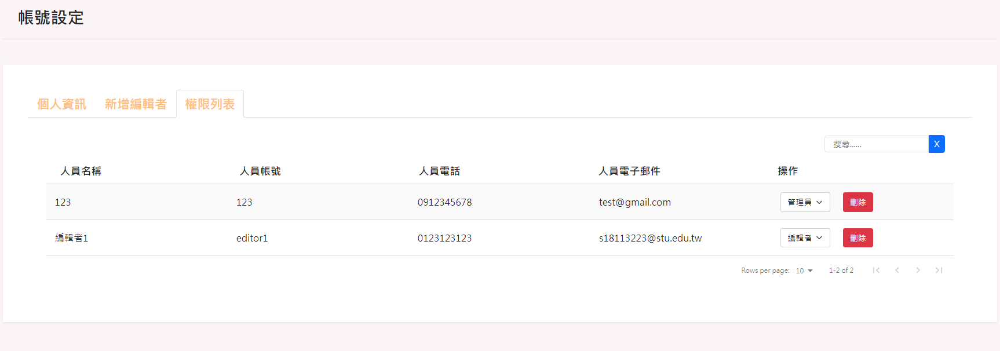 帳號設定
個人資訊 新增編輯者 權限列表
搜尋...... X
人員名稱 人員帳號 人員電話 人員電子郵件 操作
123 123 0912345678 test@gmail.com 管理員 刪除
編輯者1 editor1 0123123123 s18113223@stu.edu.tw 編輯者 刪除
Rows per page: 10 1-2 of 2